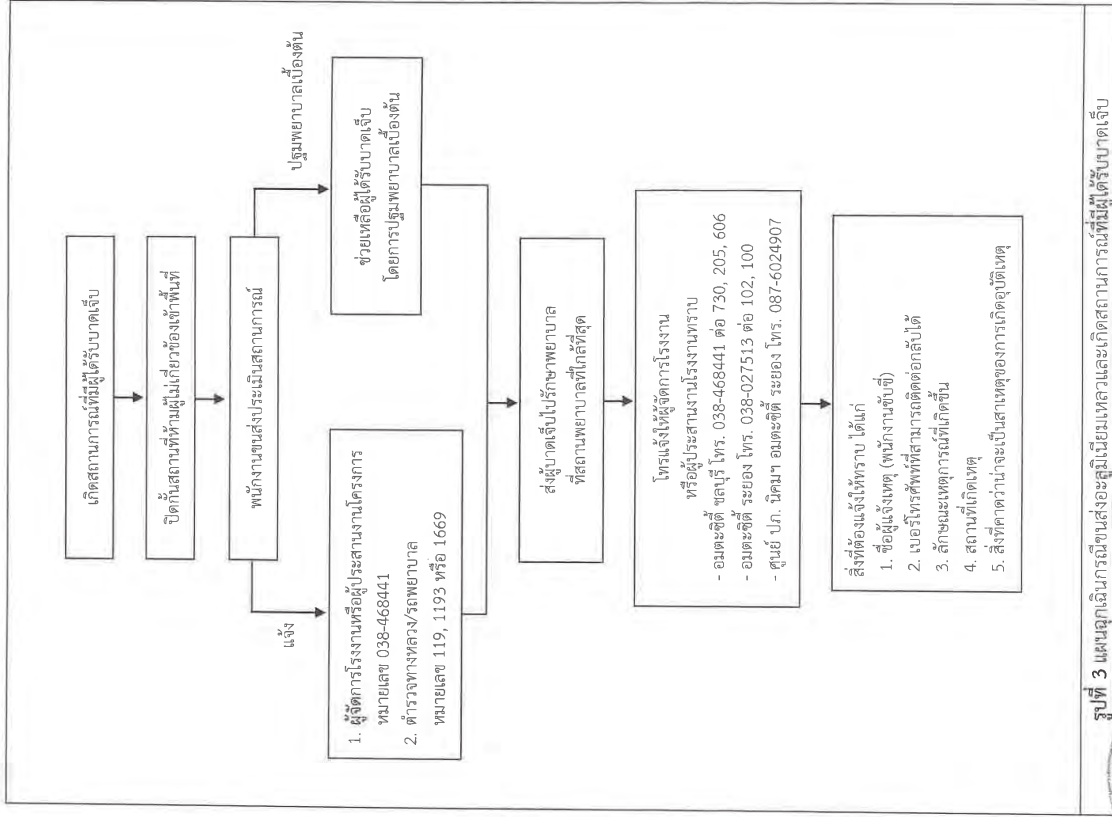 เกิดสถานการณ์ที่มีผู้ได้รับบาดเจ็บ
ปิดกั้นสถานที่ห้ามผู้ไม่เกี่ยวข้องเข้าพื้นที่
พนักงานขนส่งประเมินสถานการณ์
แจ้ง
ปฐมพยาบาลเบื้องต้น
1. ผู้จัดการโรงงานหรือผู้ประสานงานโครงการ
หมายเลข 038-468441
2. ตำรวจทางหลวง/รถพยาบาล
หมายเลข 119, 1193 หรือ 1669
ช่วยเหลือผู้ได้รับบาดเจ็บ
โดยการปฐมพยาบาลเบื้องต้น
ส่งผู้บาดเจ็บไปรักษาพยาบาล
ที่สถานพยาบาลที่ใกล้ที่สุด
โทรแจ้งให้ผู้จัดการโรงงาน
หรือผู้ประสานงานโรงงานทราบ
- อมตะซิตี้ ชลบุรี โทร. 038-468441 ต่อ 730, 205, 606
- อมตะซิตี้ ระยอง โทร. 038-027513 ต่อ 102, 100
- ศูนย์ ปภ. นิคมฯ อมตะซิตี้ ระยอง โทร. 087-6024907
สิ่งที่ต้องแจ้งให้ทราบ ได้แก่
1. ชื่อผู้แจ้งเหตุ (พนักงานขับขี่)
2. เบอร์โทรศัพท์ที่สามารถติดต่อกลับได้
3. ลักษณะเหตุการณ์ที่เกิดขึ้น
4. สถานที่เกิดเหตุ
5. สิ่งที่คาดว่าน่าจะเป็นสาเหตุของการเกิดอุบัติเหตุ
รูปที่ 3 แผนฉุกเฉินกรณีขนส่งอะลูมิเนียมเหลวและเกิดสถานการณ์ที่มีผู้ได้รับบาดเจ็บ